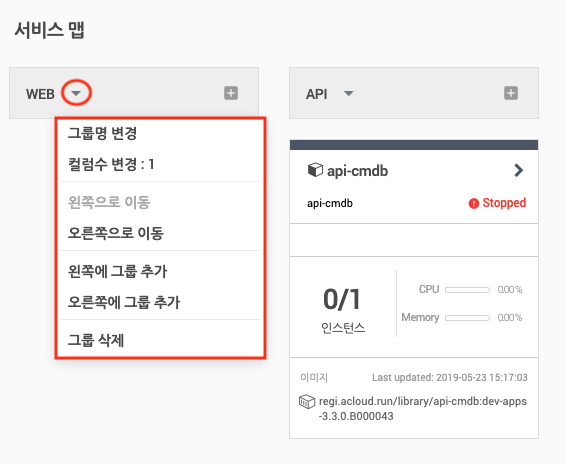 서비스 맵
WEB
그룹명 변경
컬럼수 변경 : 1
왼쪽으로 이동
오른쪽으로 이동
왼쪽에 그룹 추가
오른쪽에 그룹 추가
그룹 삭제
API
api-cmdb
api-cmdb
Stopped
0/1
인스턴스
CPU 0.00%
Memory 0.00%
이미지
Last updated: 2019-05-23 15:17:03
regi.acloud.run/library/api-cmdb:dev-apps
-3.3.0.B000043